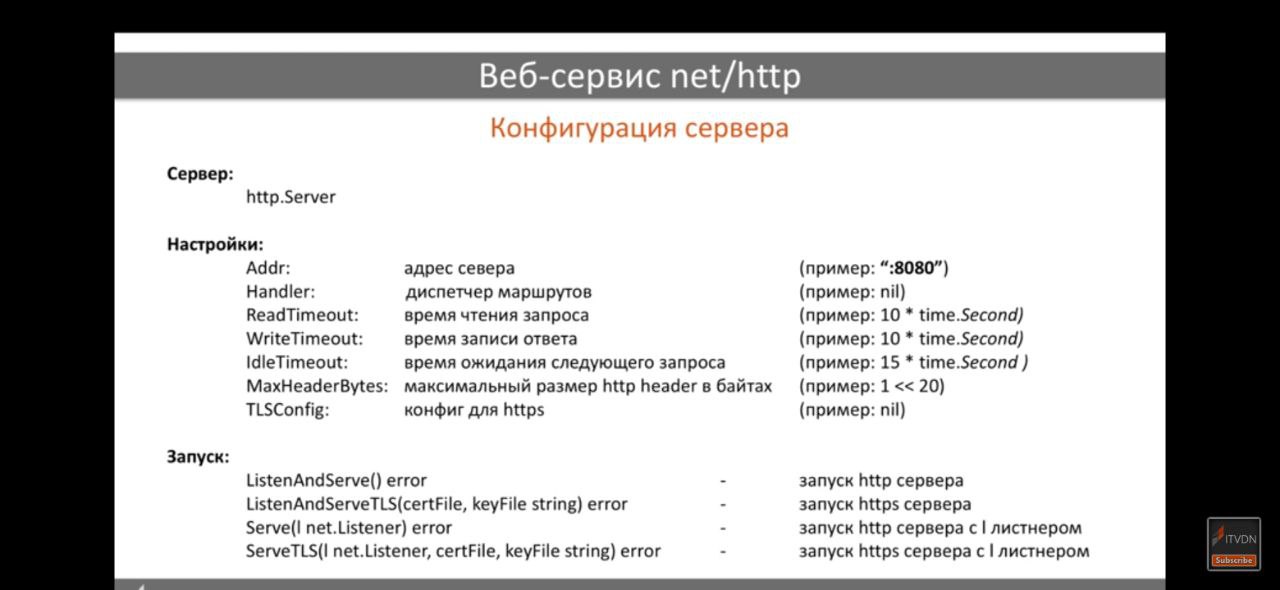 Веб-сервис net/http
Конфигурация сервера
Сервер:
http.Server
Настройки:
Addr: адрес севера (пример: “:8080”)
Handler: диспетчер маршрутов (пример: nil)
ReadTimeout: время чтения запроса (пример: 10 * time.Second)
WriteTimeout: время записи ответа (пример: 10 * time.Second)
IdleTimeout: время ожидания следующего запроса (пример: 15 * time.Second )
MaxHeaderBytes: максимальный размер http header в байтах (пример: 1 << 20)
TLSConfig: конфиг для https (пример: nil)
Запуск:
ListenAndServe() error - запуск http сервера
ListenAndServeTLS(certFile, keyFile string) error - запуск https сервера
Serve(l net.Listener) error - запуск http сервера с l листнером
ServeTLS(l net.Listener, certFile, keyFile string) error - запуск https сервера с l листнером
ITVDN
Subscribe